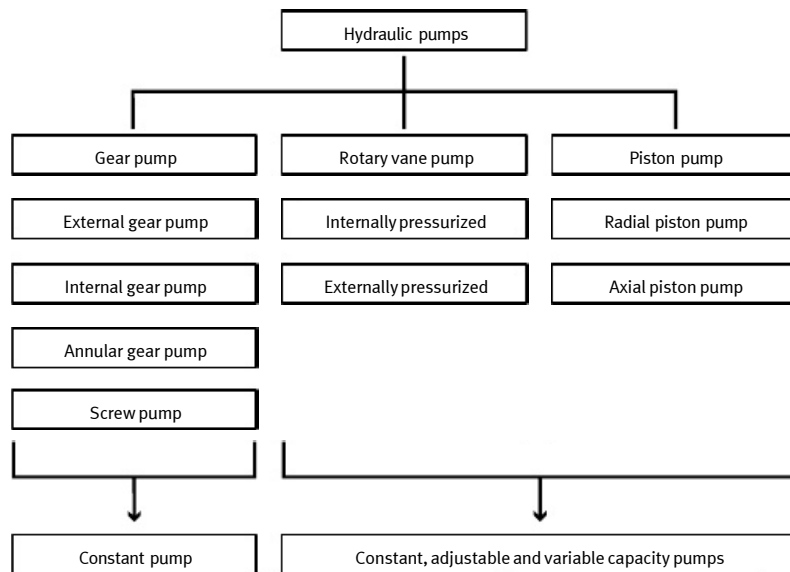 Hydraulic pumps
Gear pump
Rotary vane pump
Piston pump
External gear pump
Internally pressurized
Radial piston pump
Internal gear pump
Externally pressurized
Axial piston pump
Annular gear pump
Screw pump
Constant pump
Constant, adjustable and variable capacity pumps